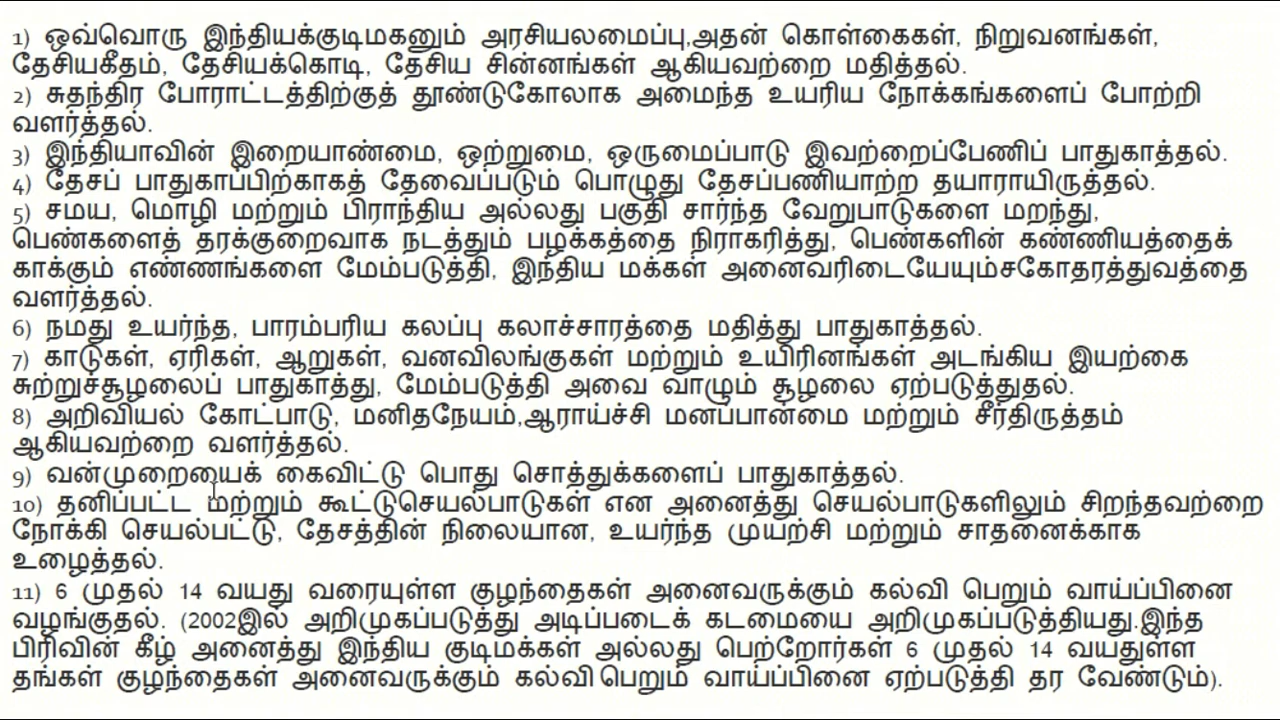 1) ஒவ்வொரு இந்தியக்குடிமகனும் அரசியலமைப்பு,அதன் கொள்கைகள், நிறுவனங்கள்,
தேசியகீதம், தேசியக்கொடி, தேசிய சின்னங்கள் ஆகியவற்றை மதித்தல்.
2) சுதந்திர போராட்டத்திற்குத் தூண்டுகோலாக அமைந்த உயரிய நோக்கங்களைப் போற்றி
வளர்த்தல்.
3) இந்தியாவின் இறையாண்மை, ஒற்றுமை, ஒருமைப்பாடு இவற்றைப்பேணிப் பாதுகாத்தல்.
4) தேசப் பாதுகாப்பிற்காகத் தேவைப்படும் பொழுது தேசப்பணியாற்ற தயாராயிருத்தல்.
5) சமய, மொழி மற்றும் பிராந்திய அல்லது பகுதி சார்ந்த வேறுபாடுகளை மறந்து,
பெண்களைத் தரக்குறைவாக நடத்தும் பழக்கத்தை நிராகரித்து, பெண்களின் கண்ணியத்தைக்
காக்கும் எண்ணங்களை மேம்படுத்தி, இந்திய மக்கள் அனைவரிடையேயும்சகோதரத்துவத்தை
வளர்த்தல்.
6) நமது உயர்ந்த, பாரம்பரிய கலப்பு கலாச்சாரத்தை மதித்து பாதுகாத்தல்.
7) காடுகள், ஏரிகள், ஆறுகள், வனவிலங்குகள் மற்றும் உயிரினங்கள் அடங்கிய இயற்கை
சுற்றுச்சூழலைப் பாதுகாத்து, மேம்படுத்தி அவை வாழும் சூழலை ஏற்படுத்துதல்.
8) அறிவியல் கோட்பாடு, மனிதநேயம்,ஆராய்ச்சி மனப்பான்மை மற்றும் சீர்திருத்தம்
ஆகியவற்றை வளர்த்தல்.
9) வன்முறையைக் கைவிட்டு பொது சொத்துக்களைப் பாதுகாத்தல்.
10) தனிப்பட்ட மற்றும் கூட்டுசெயல்பாடுகள் என அனைத்து செயல்பாடுகளிலும் சிறந்தவற்றை
நோக்கி செயல்பட்டு, தேசத்தின் நிலையான, உயர்ந்த முயற்சி மற்றும் சாதனைக்காக
உழைத்தல்.
11) 6 முதல் 14 வயது வரையுள்ள குழந்தைகள் அனைவருக்கும் கல்வி பெறும் வாய்ப்பினை
வழங்குதல். (2002இல் அறிமுகப்படுத்து அடிப்படைக் கடமையை அறிமுகப்படுத்தியது.இந்த
பிரிவின் கீழ் அனைத்து இந்திய குடிமக்கள் அல்லது பெற்றோர்கள் 6 முதல் 14 வயதுள்ள
தங்கள் குழந்தைகள் அனைவருக்கும் கல்வி பெறும் வாய்ப்பினை ஏற்படுத்தி தர வேண்டும்).